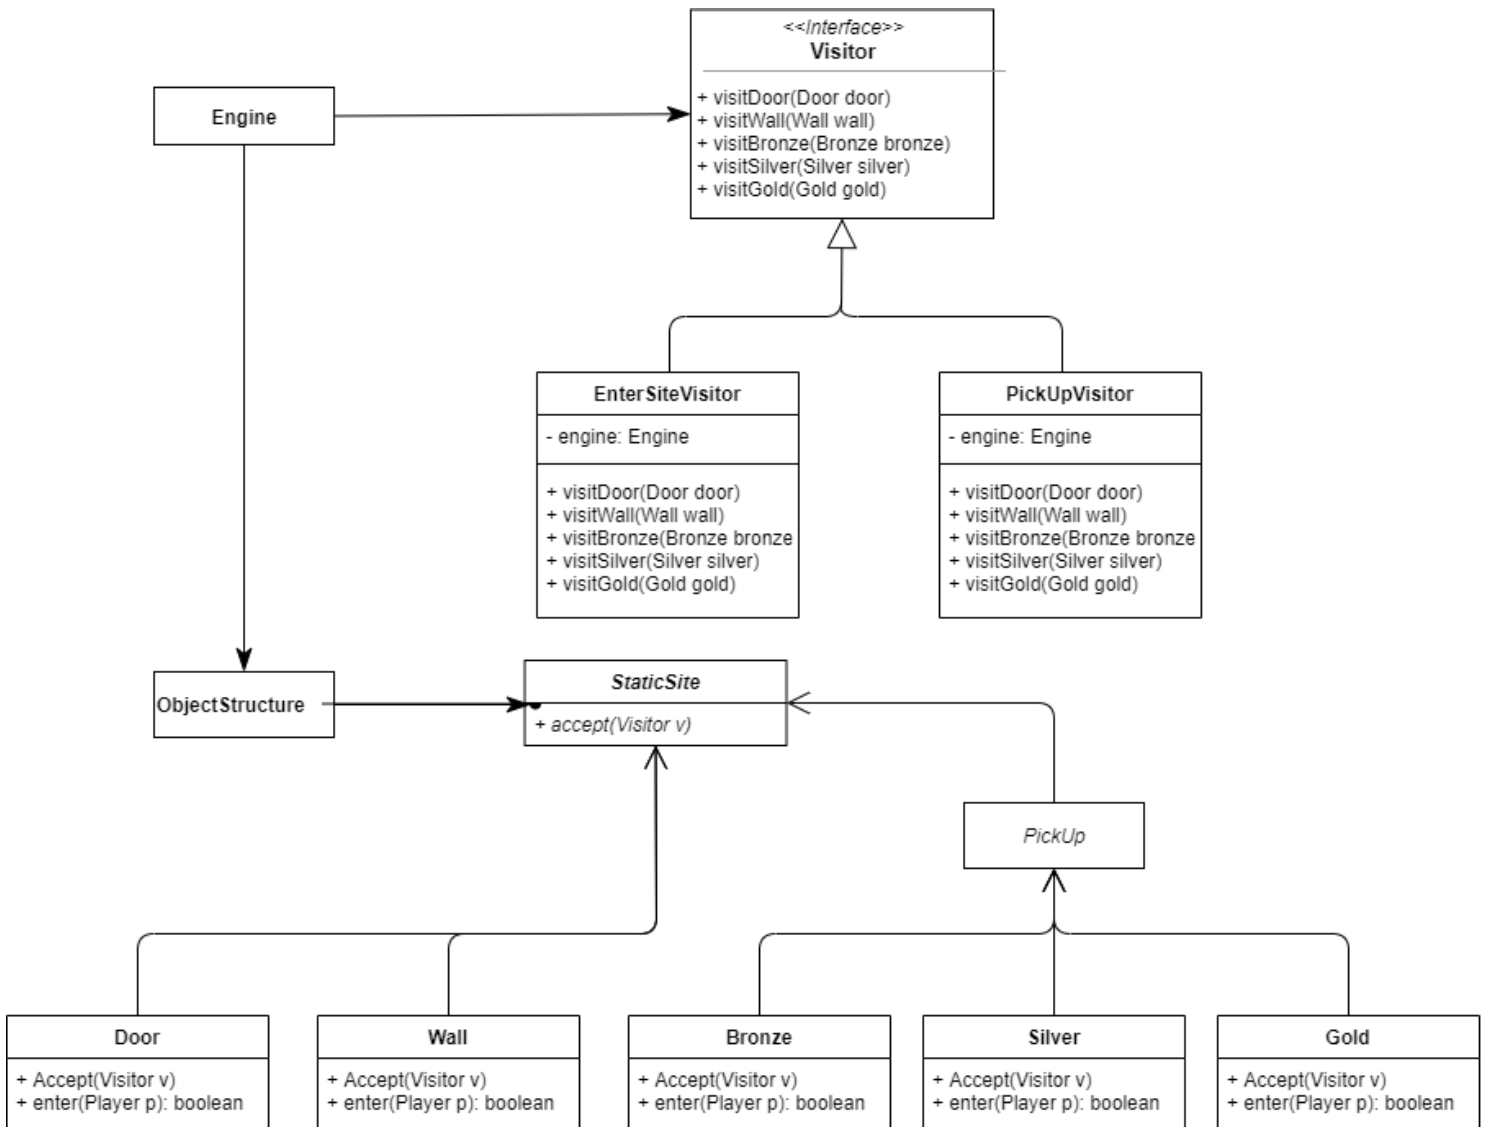 <<Interface>>
Visitor
+ visitDoor(Door door)
+ visitWall(Wall wall)
+ visitBronze(Bronze bronze)
+ visitSilver(Silver silver)
+ visitGold(Gold gold)
Engine
EnterSiteVisitor
- engine: Engine
+ visitDoor(Door door)
+ visitWall(Wall wall)
+ visitBronze(Bronze bronze
+ visitSilver(Silver silver)
+ visitGold(Gold gold)
PickUpVisitor
- engine: Engine
+ visitDoor(Door door)
+ visitWall(Wall wall)
+ visitBronze(Bronze bronze
+ visitSilver(Silver silver)
+ visitGold(Gold gold)
ObjectStructure
StaticSite
+ accept(Visitor v)
PickUp
Door
+ Accept(Visitor v)
+ enter(Player p): boolean
Wall
+ Accept(Visitor v)
+ enter(Player p): boolean
Bronze
+ Accept(Visitor v)
+ enter(Player p): boolean
Silver
+ Accept(Visitor v)
+ enter(Player p): boolean
Gold
+ Accept(Visitor v)
+ enter(Player p): boolean